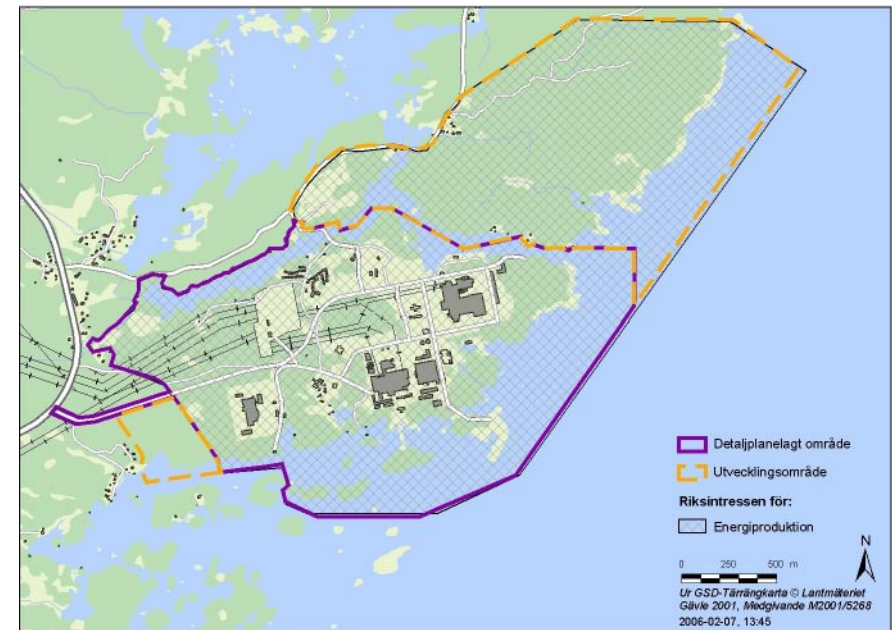 Detaljplanelagt område
Utvecklingsområde
Riksintressen för:
Energiproduktion
N
0 250 500 m
Ur GSD-Tärrängkarta © Lantmäteriet
Gävle 2001, Medgivande M2001/5268
2006-02-07, 13:45